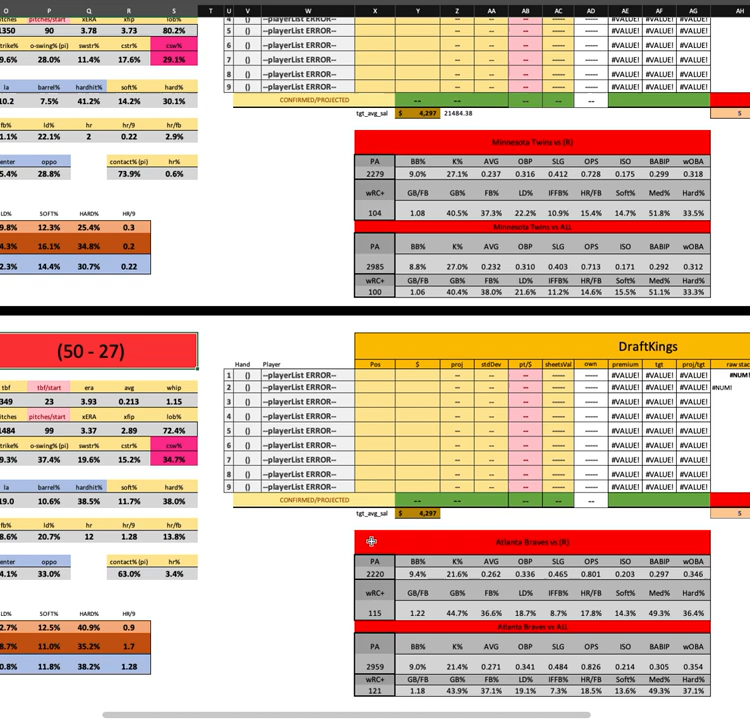 O P Q R S T U V W X Y Z AA AB AC AD AE AF AG AH
pitches/start xERA xfip lob%
4 () --playerList ERROR-- -- -- -- ----- ----- #VALUE! #VALUE! #VALUE!
1350 90 3.78 3.73 80.2%
5 () --playerList ERROR-- -- -- -- ----- ----- #VALUE! #VALUE! #VALUE!
trike% o-swing% (pi) swstr% cstr% csw%
6 () --playerList ERROR-- -- -- -- ----- ----- #VALUE! #VALUE! #VALUE!
9.6% 28.0% 11.4% 17.6% 29.1%
7 () --playerList ERROR-- -- -- -- ----- ----- #VALUE! #VALUE! #VALUE!
8 () --playerList ERROR-- -- -- -- ----- ----- #VALUE! #VALUE! #VALUE!
la barrel% hardhit% soft% hard%
9 () --playerList ERROR-- -- -- -- ----- ----- #VALUE! #VALUE! #VALUE!
10.2 7.5% 41.2% 14.2% 30.1%
CONFIRMED/PROJECTED -- -- -- -- --
tgt_avg_sal $ 4,297 21484.38 5
fb% ld% hr hr/9 hr/fb
1.1% 22.1% 2 0.22 2.9%
Minnesota Twins vs (R)
enter oppo contact% (pi) hr%
PA BB% K% AVG OBP SLG OPS ISO BABIP wOBA
5.4% 28.8% 73.9% 0.6%
2279 9.0% 27.1% 0.237 0.316 0.412 0.728 0.175 0.299 0.318
wRC+ GB/FB GB% FB% LD% IFFB% HR/FB Soft% Med% Hard%
LD% SOFT% HARD% HR/9
104 1.08 40.5% 37.3% 22.2% 10.9% 15.4% 14.7% 51.8% 33.5%
9.8% 12.3% 25.4% 0.3
Minnesota Twins vs ALL
4.3% 16.1% 34.8% 0.2
PA BB% K% AVG OBP SLG OPS ISO BABIP wOBA
2.3% 14.4% 30.7% 0.22
2985 8.8% 27.0% 0.232 0.310 0.403 0.713 0.171 0.292 0.312
wRC+ GB/FB GB% FB% LD% IFFB% HR/FB Soft% Med% Hard%
100 1.06 40.4% 38.0% 21.6% 11.2% 14.6% 15.5% 51.1% 33.3%
(50 - 27) DraftKings
Hand Player Pos $ proj stdDev pt/$ sheetsVal own premium tgt proj/tgt raw stac
1 () --playerList ERROR-- -- -- -- ----- ----- #VALUE! #VALUE! #VALUE! #NUM!
tbf tbf/start era avg whip
2 () --playerList ERROR-- -- -- -- ----- ----- #VALUE! #VALUE! #VALUE! #NUM!
349 23 3.93 0.213 1.15
3 () --playerList ERROR-- -- -- -- ----- ----- #VALUE! #VALUE! #VALUE!
itches pitches/start xERA xfip lob%
4 () --playerList ERROR-- -- -- -- ----- ----- #VALUE! #VALUE! #VALUE!
1484 99 3.37 2.89 72.4%
5 () --playerList ERROR-- -- -- -- ----- ----- #VALUE! #VALUE! #VALUE!
trike% o-swing% (pi) swstr% cstr% csw%
6 () --playerList ERROR-- -- -- -- ----- ----- #VALUE! #VALUE! #VALUE!
9.3% 37.4% 19.6% 15.2% 34.7%
7 () --playerList ERROR-- -- -- -- ----- ----- #VALUE! #VALUE! #VALUE!
8 () --playerList ERROR-- -- -- -- ----- ----- #VALUE! #VALUE! #VALUE!
la barrel% hardhit% soft% hard%
9 () --playerList ERROR-- -- -- -- ----- ----- #VALUE! #VALUE! #VALUE!
19.0 10.6% 38.5% 11.7% 38.0%
CONFIRMED/PROJECTED -- -- -- -- --
tgt_avg_sal $ 4,297 5
fb% ld% hr hr/9 hr/fb
8.6% 20.7% 12 1.28 13.8%
Atlanta Braves vs (R)
enter oppo contact% (pi) hr%
PA BB% K% AVG OBP SLG OPS ISO BABIP wOBA
4.1% 33.0% 63.0% 3.4%
2220 9.4% 21.6% 0.262 0.336 0.465 0.801 0.203 0.297 0.346
wRC+ GB/FB GB% FB% LD% IFFB% HR/FB Soft% Med% Hard%
LD% SOFT% HARD% HR/9
115 1.22 44.7% 36.6% 18.7% 8.7% 17.8% 14.3% 49.3% 36.4%
2.7% 12.5% 40.9% 0.9
Atlanta Braves vs ALL
8.7% 11.0% 35.2% 1.7
PA BB% K% AVG OBP SLG OPS ISO BABIP wOBA
0.8% 11.8% 38.2% 1.28
2959 9.0% 21.4% 0.271 0.341 0.484 0.826 0.214 0.305 0.354
wRC+ GB/FB GB% FB% LD% IFFB% HR/FB Soft% Med% Hard%
121 1.18 43.9% 37.1% 19.1% 7.3% 18.5% 13.6% 49.3% 37.1%